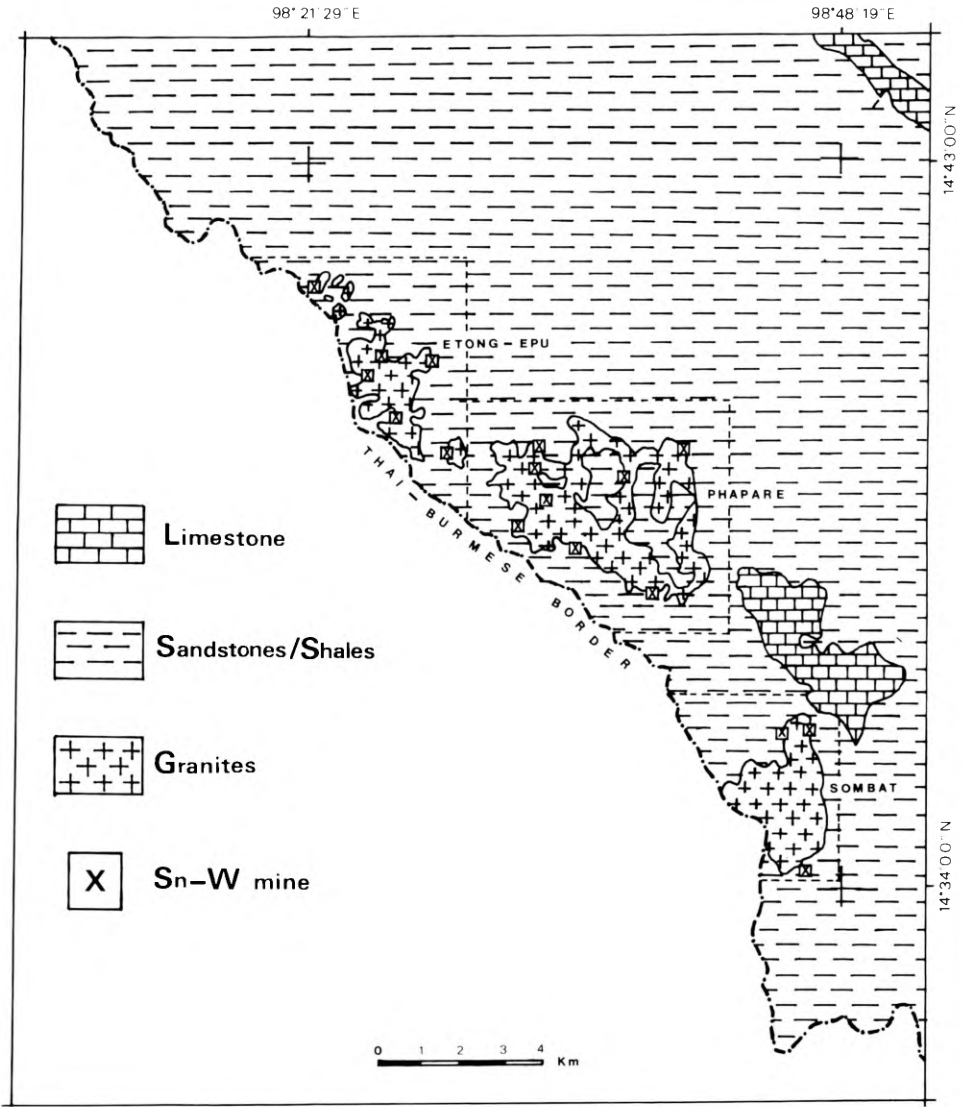 98°21'29"E
98°48'19"E
14°43'00"N
ETONG-EPU
THAI-BURMESE BORDER
PHAPARE
Limestone
Sandstones/Shales
Granites
SOMBAT
X Sn-W mine
14°34'00"N
0 1 2 3 4 Km